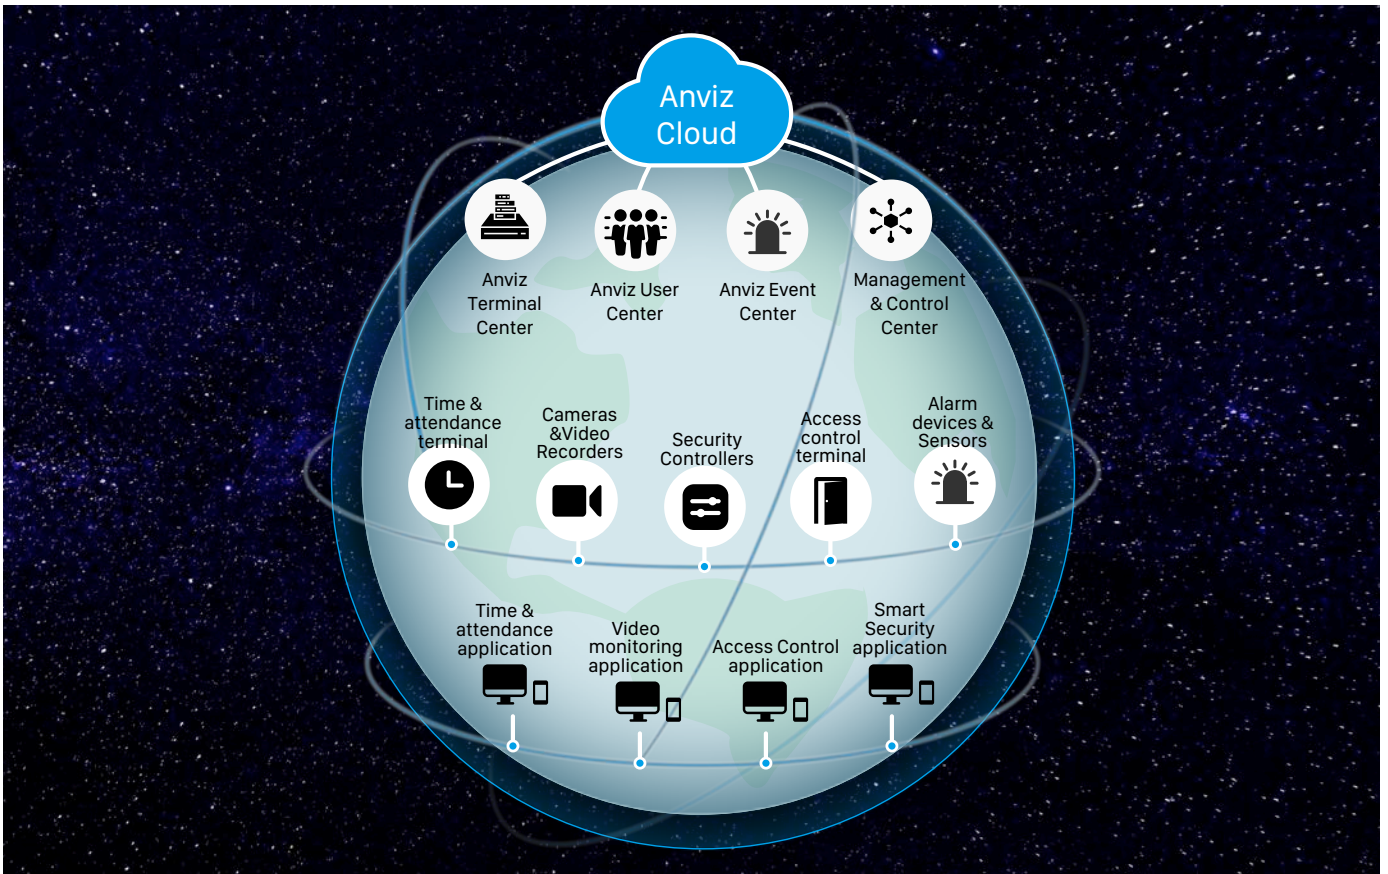 Anviz
Cloud
Anviz
Terminal
Center
Anviz User
Center
Anviz Event
Center
Management
& Control
Center
Time &
attendance
terminal
Cameras
&Video
Recorders
Security
Controllers
Access
control
terminal
Alarm
devices &
Sensors
Time &
attendance
application
Video
monitoring
application
Access Control
application
Smart
Security
application